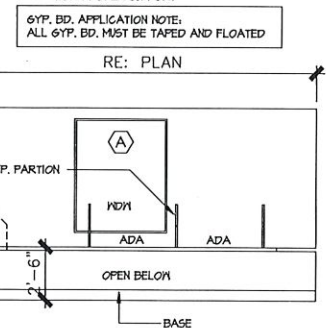 GYP. BD. APPLICATION NOTE:
ALL GYP. BD. MUST BE TAPED AND FLOATED
RE: PLAN
A
P. PARTION
WDW
ADA
ADA
2'-6"
OPEN BELOW
BASE